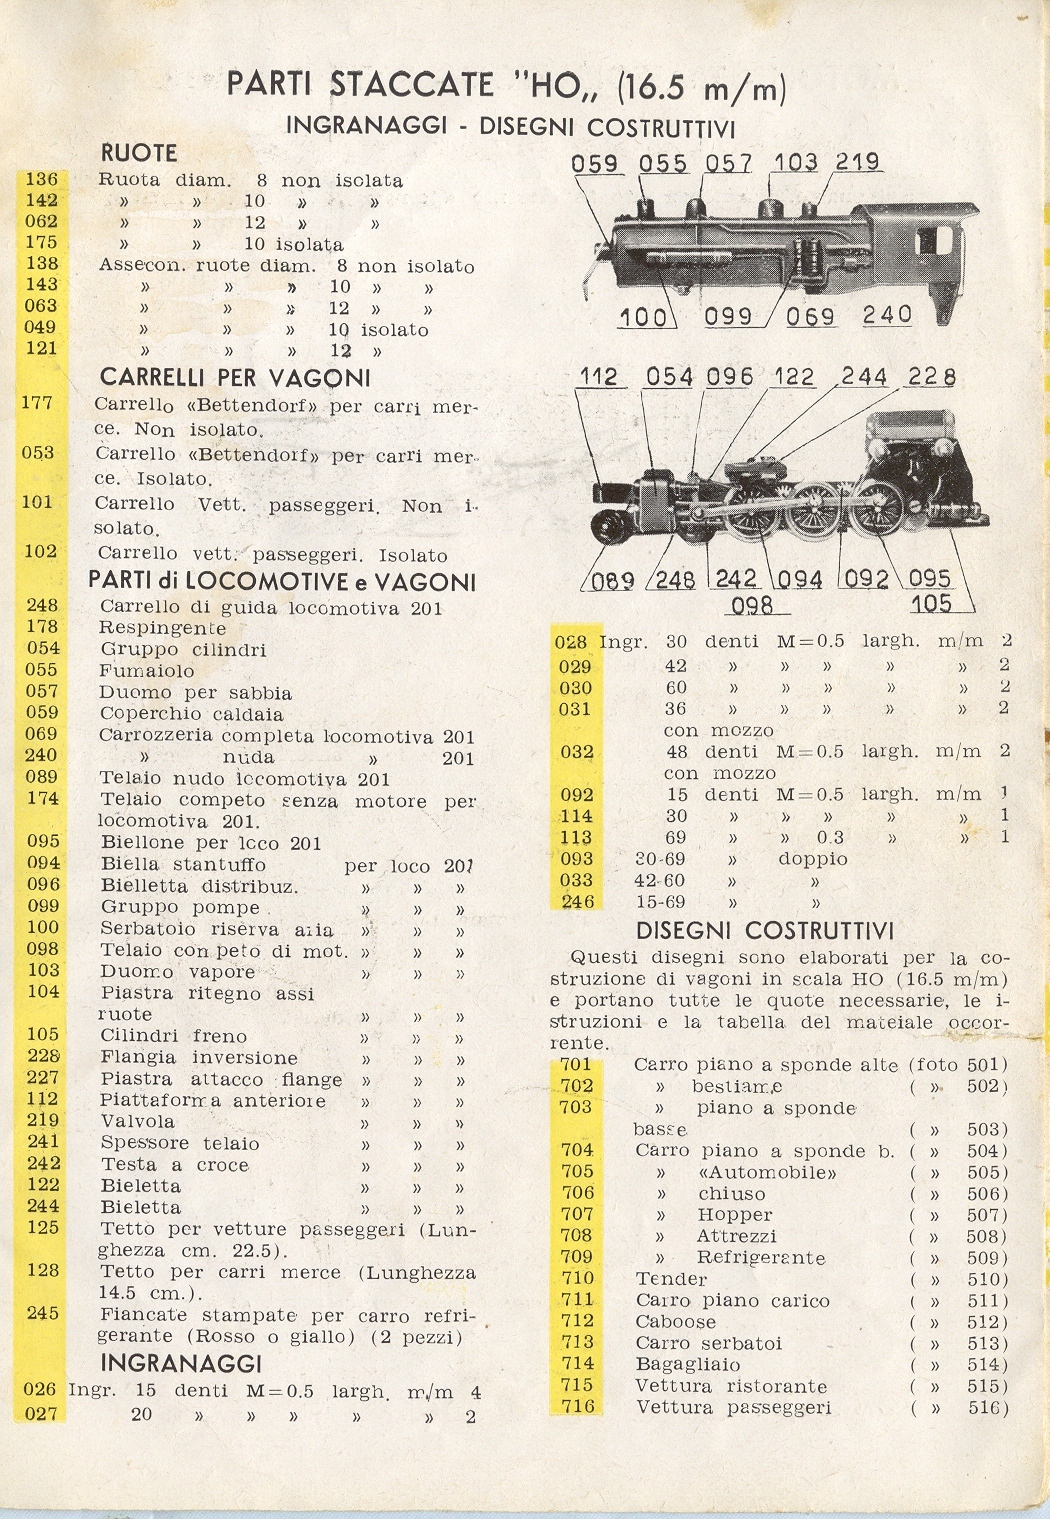 PARTI STACCATE "HO„ (16.5 m/m)
INGRANAGGI - DISEGNI COSTRUTTIVI
RUOTE
136 Ruota diam. 8 non isolata
142 » » 10 » »
062 » » 12 » »
175 » » 10 isolata
138 Assecon. ruote diam. 8 non isolato
143 » » » 10 » »
063 » » » 12 » »
049 » » » 10 isolato
121 » » » 12 »
CARRELLI PER VAGONI
177 Carrello «Bettendorf» per carri mer-
ce. Non isolato.
053 Carrello «Bettendorf» per carri mer-
ce. Isolato.
101 Carrello Vett. passeggeri. Non i-
solato.
102 Carrello vett. passeggeri. Isolato
PARTI di LOCOMOTIVE e VAGONI
248 Carrello di guida locomotiva 201
178 Respingente
054 Gruppo cilindri
055 Fumaiolo
057 Duomo per sabbia
059 Coperchio caldaia
069 Carrozzeria completa locomotiva 201
240 » nuda » 201
089 Telaio nudo locomotiva 201
174 Telaio competo senza motore per
locomotiva 201.
095 Biellone per loco 201
094 Biella stantuffo per loco 201
096 Bielletta distribuz. » » »
099 Gruppo pompe . » » »
100 Serbatoio riserva aria » » »
098 Telaio competo di mot. » » »
103 Duomo vapore » » »
104 Piastra ritegno assi
ruote » » »
105 Cilindri freno » » »
228 Flangia inversione » » »
227 Piastra attacco flange » » »
112 Piattaforma anteriore » » »
219 Valvola » » »
241 Spessore telaio » » »
242 Testa a croce » » »
122 Bieletta » » »
244 Bieletta » » »
125 Tetto per vetture passeggeri (Lun-
ghezza cm. 22.5).
128 Tetto per carri merce (Lunghezza
14.5 cm.).
245 Fiancate stampate per carro refri-
gerante (Rosso o giallo) (2 pezzi)
INGRANAGGI
026 Ingr. 15 denti M=0.5 largh. m/m 4
027 20 » » » » » 2
059 055 057 103 219
100 099 069 240
112 054 096 122 244 228
089 248 242 094 092 095
098 105
028 Ingr. 30 denti M=0.5 largh. m/m 2
029 42 » » » » » 2
030 60 » » » » » 2
031 36 » » » » » 2
con mozzo
032 48 denti M=0.5 largh. m/m 2
con mozzo
092 15 denti M=0.5 largh. m/m 1
114 30 » » » » » 1
113 69 » » 0.3 » » 1
093 30-69 » doppio
033 42-60 » »
246 15-69 » »
DISEGNI COSTRUTTIVI
Questi disegni sono elaborati per la co-
struzione di vagoni in scala HO (16.5 m/m)
e portano tutte le quote necessarie, le i-
struzioni e la tabella del mateiale occor-
rente.
701 Carro piano a sponde alte (foto 501)
702 » bestiame ( » 502)
703 » piano a sponde
basse ( » 503)
704 Carro piano a sponde b. ( » 504)
705 » «Automobile» ( » 505)
706 » chiuso ( » 506)
707 » Hopper ( » 507)
708 » Attrezzi ( » 508)
709 » Refrigerante ( » 509)
710 Tender ( » 510)
711 Carro piano carico ( » 511)
712 Caboose ( » 512)
713 Carro serbatoi ( » 513)
714 Bagagliaio ( » 514)
715 Vettura ristorante ( » 515)
716 Vettura passeggeri ( » 516)